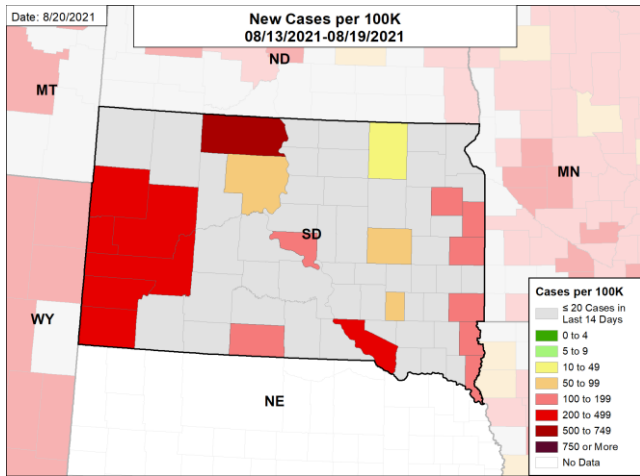 Date: 8/20/2021
New Cases per 100K
08/13/2021-08/19/2021
ND
MT
MN
SD
WY
NE
Cases per 100K
≤ 20 Cases in
Last 14 Days
0 to 4
5 to 9
10 to 49
50 to 99
100 to 199
200 to 499
500 to 749
750 or More
No Data